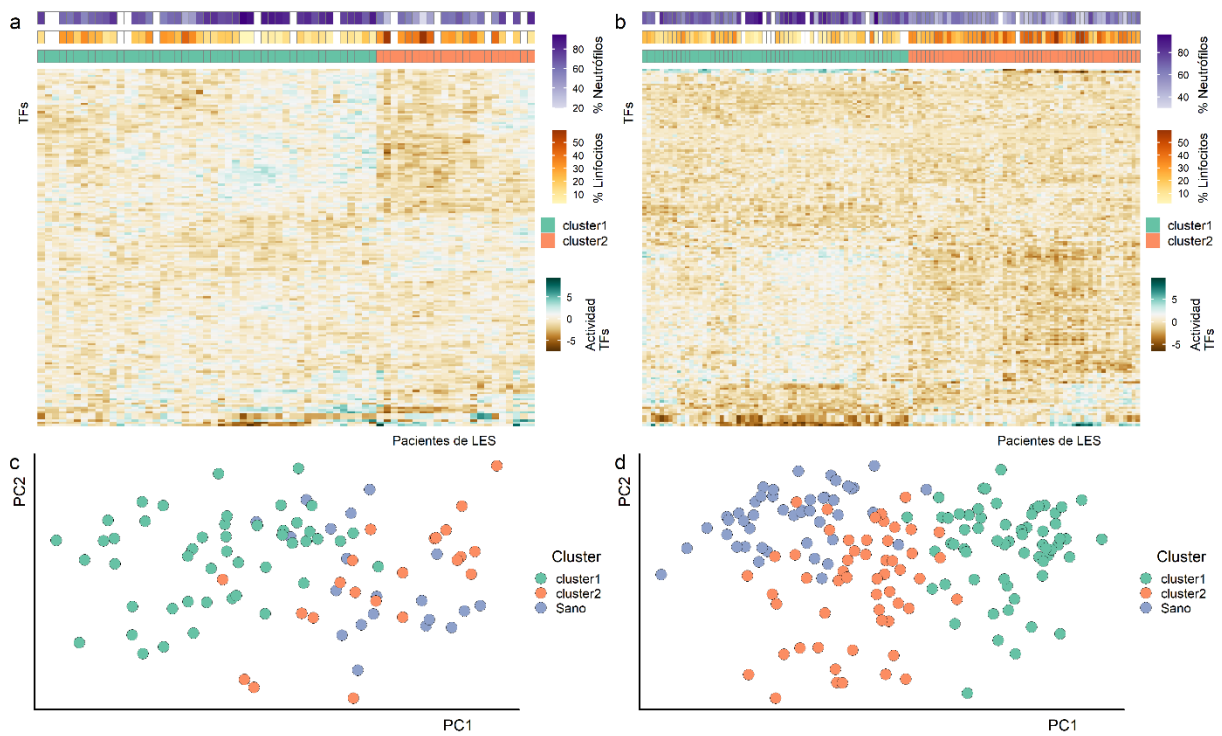 a
% Neutrófilos
80
60
40
20
TFs
% Linfocitos
50
40
30
20
10
cluster1
cluster2
Actividad
TFs
5
0
-5
Pacientes de LES
b
% Neutrófilos
80
60
40
TFs
% Linfocitos
50
40
30
20
10
cluster1
cluster2
Actividad
TFs
5
0
-5
Pacientes de LES
c
PC2
PC1
Cluster
cluster1
cluster2
Sano
d
PC2
PC1
Cluster
cluster1
cluster2
Sano